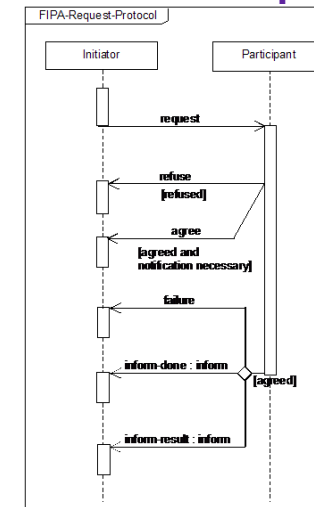 FIPA-Request-Protocol
Initiator
Participant
request
refuse
[refused]
agree
[agreed and
notification necessary]
failure
inform-done : inform
[agreed]
inform-result : inform